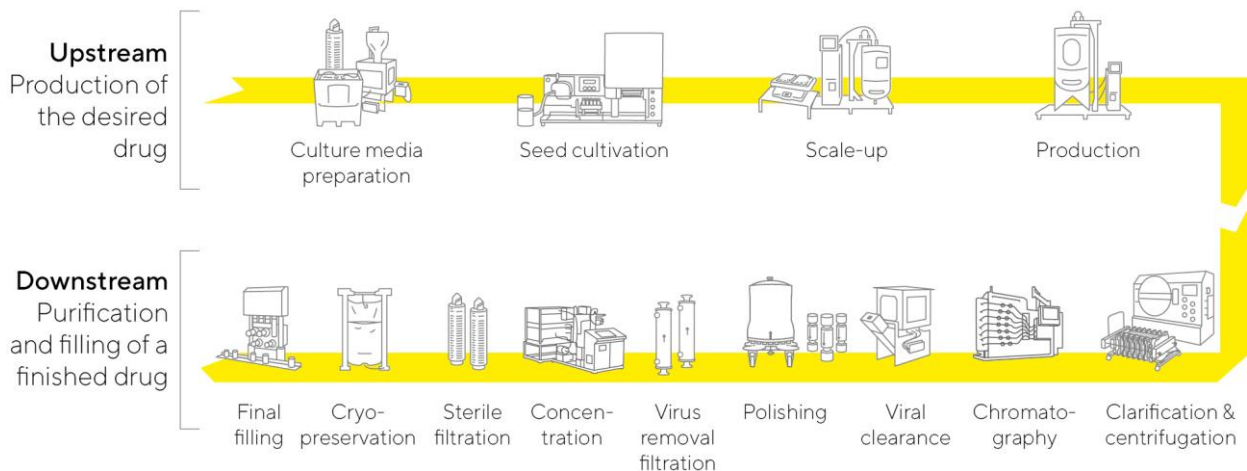 Upstream
Production of
the desired
drug
Culture media
preparation
Seed cultivation
Scale-up
Production
Downstream
Purification
and filling of a
finished drug
Final
filling
Cryo-
preservation
Sterile
filtration
Concen-
tration
Virus
removal
filtration
Polishing
Viral
clearance
Chromato-
graphy
Clarification &
centrifugation